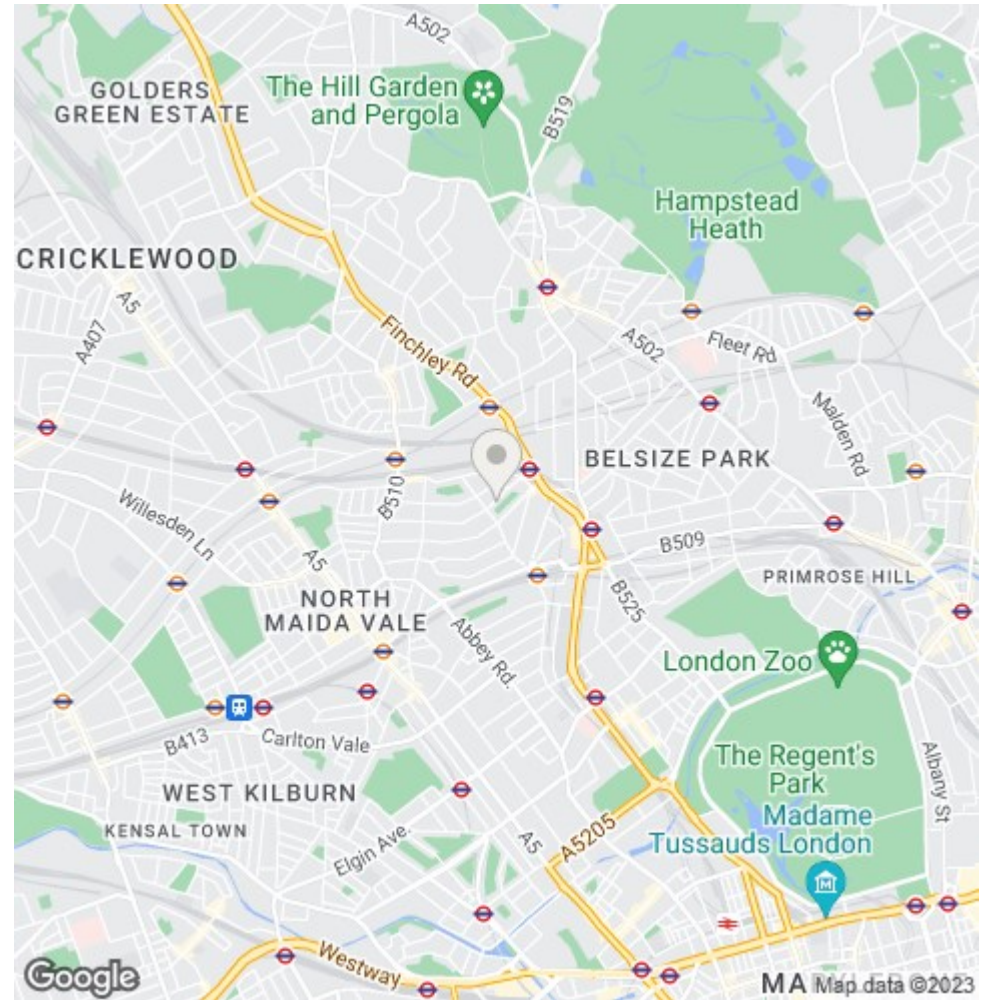 A502
GOLDERS
GREEN ESTATE
The Hill Garden
and Pergola
B519
Hampstead
Heath
CRICKLEWOOD
A5
A407
Finchley Rd
A502
Fleet Rd
Malden Rd
BELSIZE PARK
B510
Willesden Ln
A5
B509
PRIMROSE HILL
NORTH
MAIDA VALE
B525
Abbey Rd.
London Zoo
B413
Carlton Vale
The Regent's
Park
Albany St
WEST KILBURN
Madame
Tussauds London
KENSAL TOWN
Elgin Ave.
A5
A5205
M
Westway
Google
MA
Map data ©2023